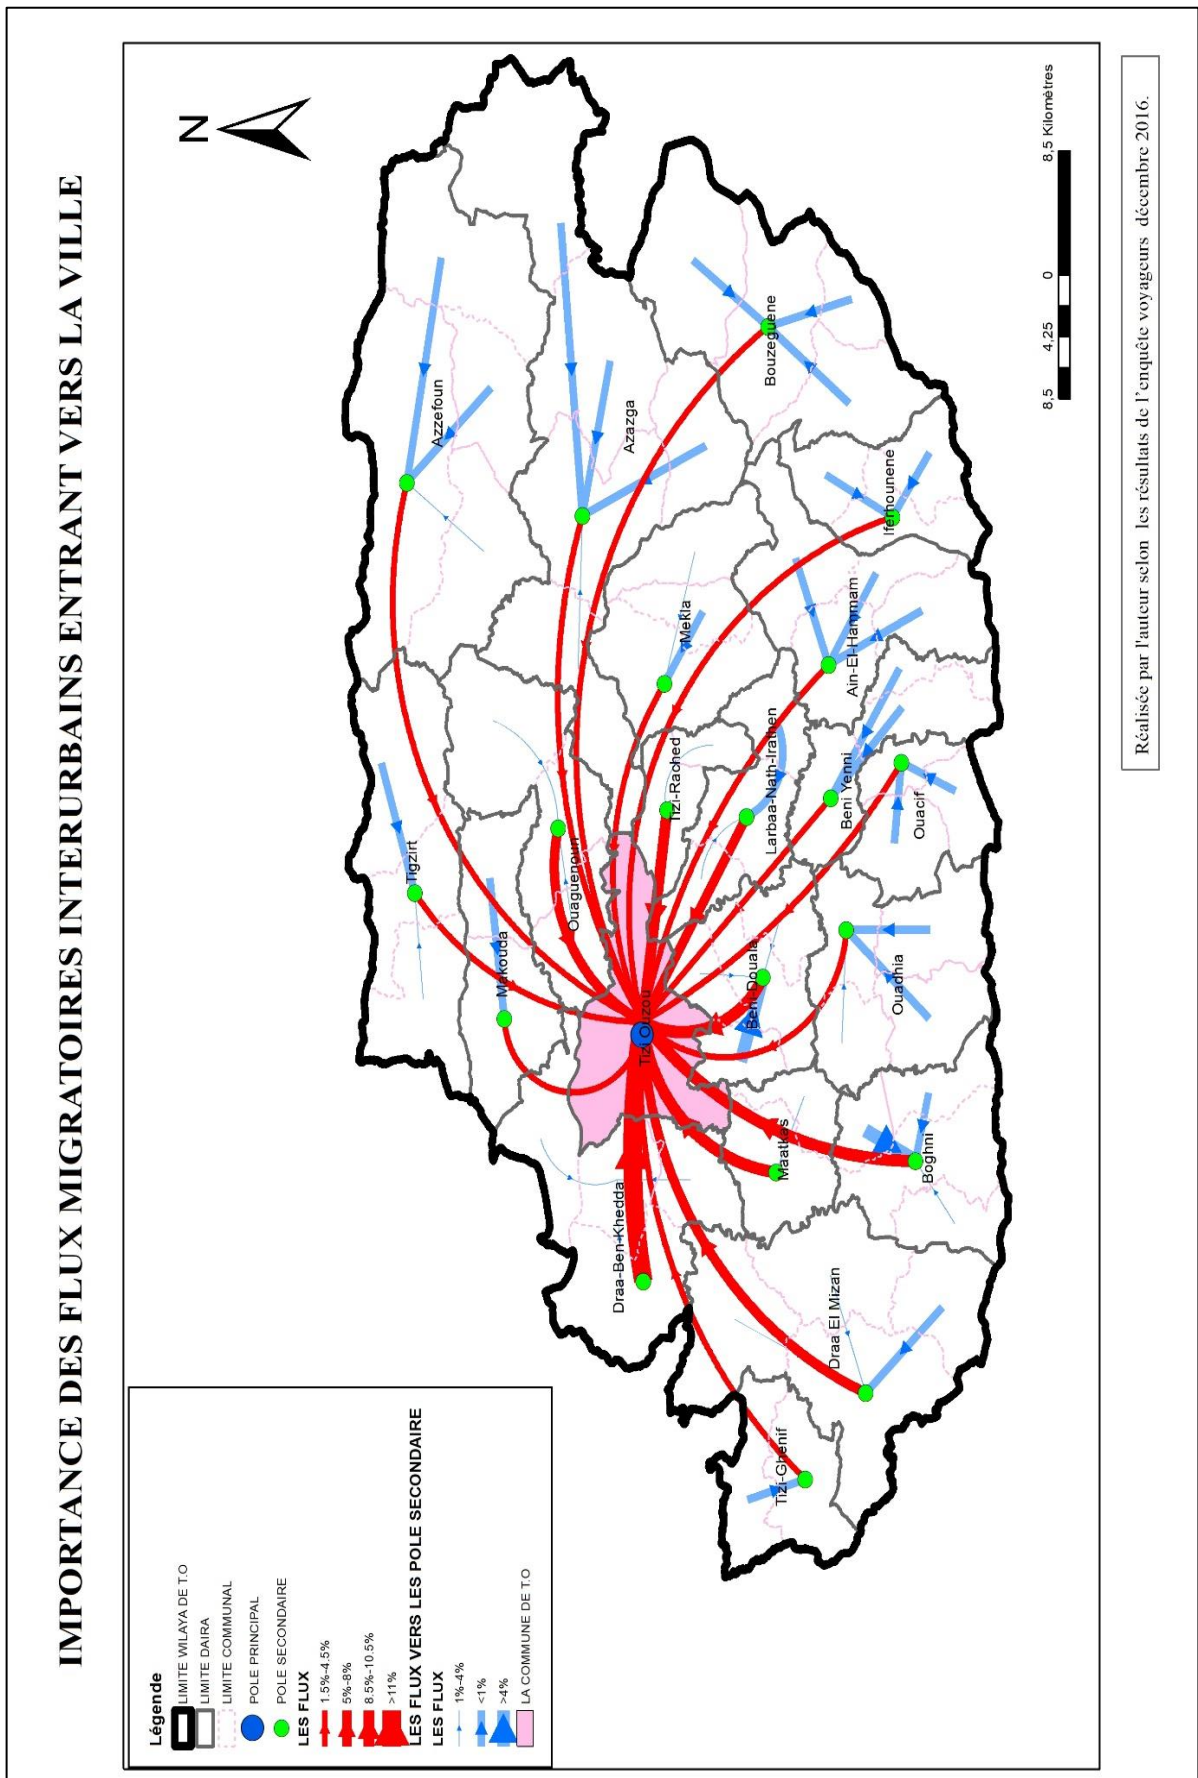 IMPORTANCE DES FLUX MIGRATOIRES INTERURBAINS ENTRANT VERS LA VILLE
N
Azzefoun
Tigzirt
Makouda
Ouaguenoun
Azazga
Mekla
Tizi-Rached
Bouzeguene
Iferhounene
Ain-El-Hammam
Larbaa-Nath-Irathen
Beni Yenni
Ouacif
Tizi Ouzou
Beni-Douala
Ouadhia
Draa-Ben-Khedda
Maatkas
Boghni
Draa El Mizan
Tizi-Ghenif
8,5 4,25 0 8,5 Kilomètres
Légende
LIMITE WILAYA DE T.O
LIMITE DAIRA
LIMITE COMMUNAL
POLE PRINCIPAL
POLE SECONDAIRE
LES FLUX
1.5%-4.5%
5%-8%
8.5%-10.5%
>11%
LES FLUX VERS LES POLE SECONDAIRE
LES FLUX
1%-4%
<1%
>4%
LA COMMUNE DE T.O
Réalisée par l'auteur selon les résultats de l'enquête voyageurs décembre 2016.